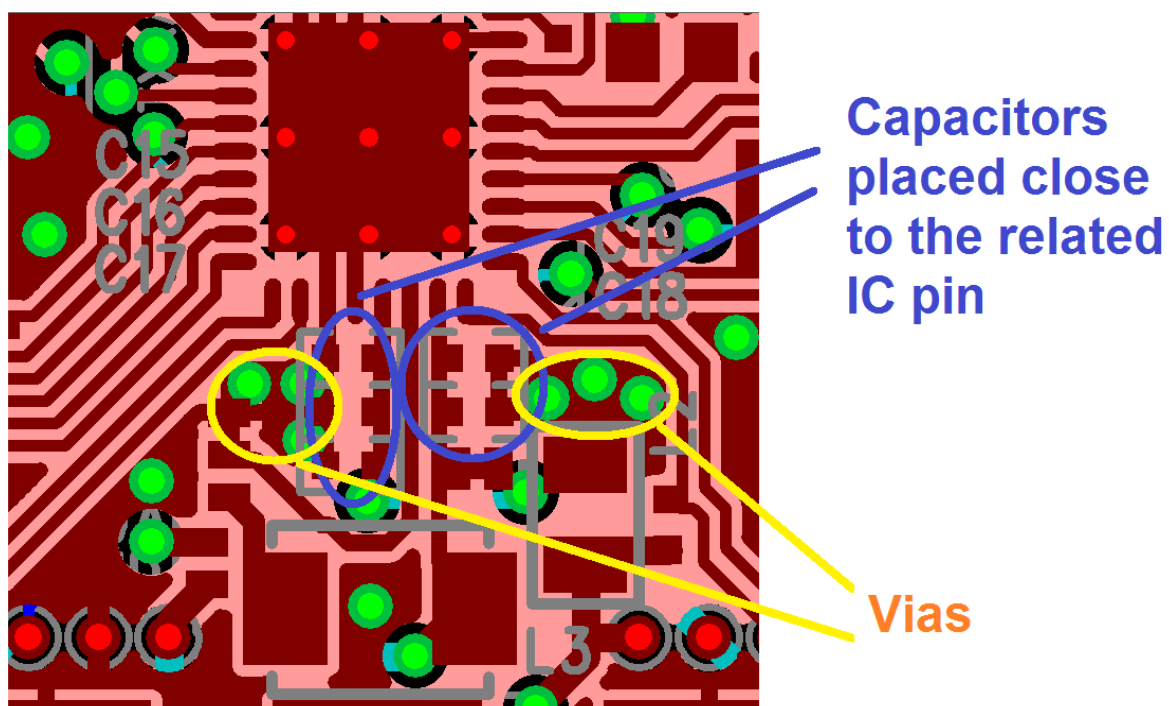 C15
C16
C17
C19
C18
L3
Capacitors
placed close
to the related
IC pin
Vias